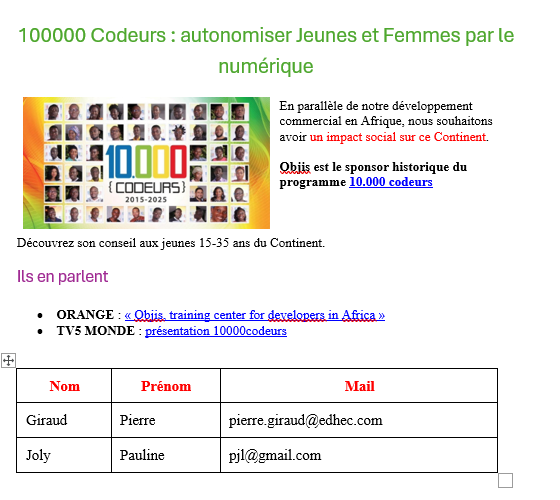 100000 Codeurs : autonomiser Jeunes et Femmes par le
numérique
10.000
{ CODEURS }
2015-2025
En parallèle de notre développement
commercial en Afrique, nous souhaitons
avoir un impact social sur ce Continent.
Objis est le sponsor historique du
programme 10.000 codeurs
Découvrez son conseil aux jeunes 15-35 ans du Continent.
Ils en parlent
• ORANGE : « Objis, training center for developers in Africa »
• TV5 MONDE : présentation 10000codeurs
Nom Prénom Mail
Giraud Pierre pierre.giraud@edhec.com
Joly Pauline pjl@gmail.com